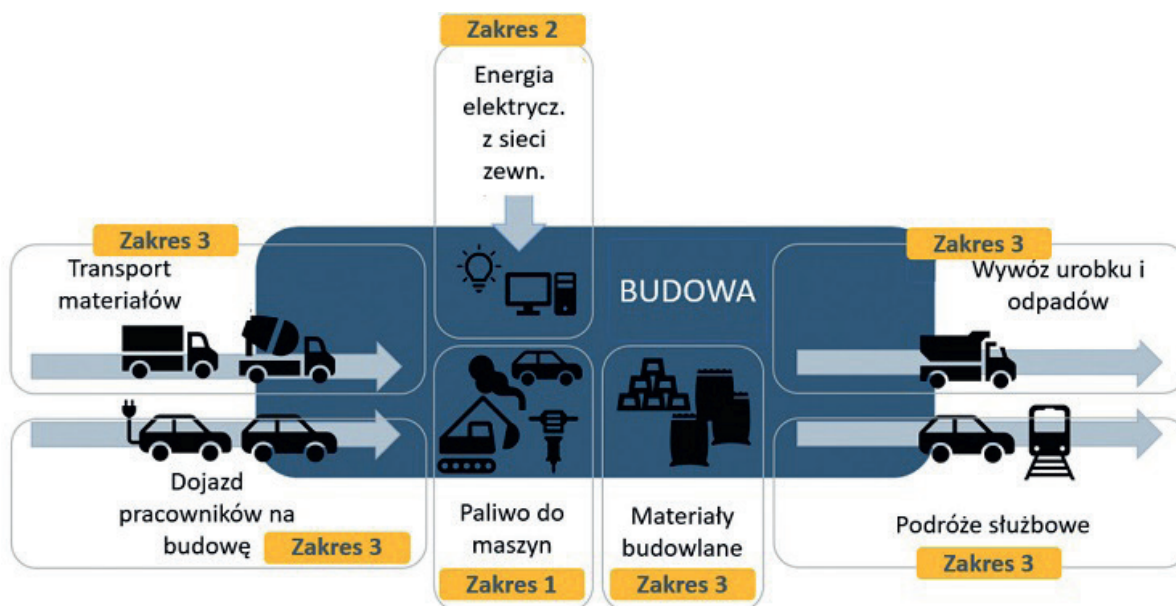 Zakres 2
Energia
elektrycz.
z sieci
zewn.
Zakres 3
Transport
materiałów
BUDOWA
Zakres 3
Wywóz urobku i
odpadów
Dojazd
pracowników na
budowę
Zakres 3
Paliwo do
maszyn
Zakres 1
Materiały
budowlane
Zakres 3
Podróże służbowe
Zakres 3